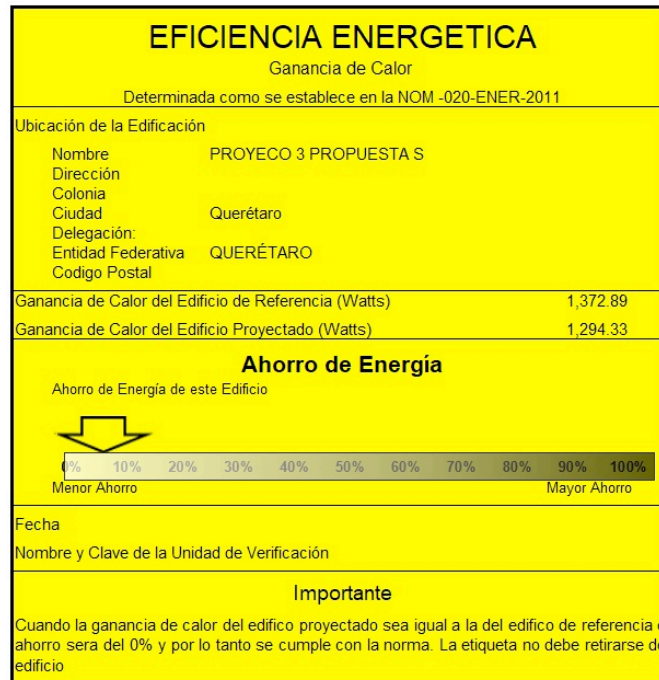 EFICIENCIA ENERGETICA
Ganancia de Calor
Determinada como se establece en la NOM -020-ENER-2011
Ubicación de la Edificación
Nombre PROYECO 3 PROPUESTA S
Dirección
Colonia
Ciudad Querétaro
Delegación:
Entidad Federativa QUERÉTARO
Codigo Postal
Ganancia de Calor del Edificio de Referencia (Watts) 1,372.89
Ganancia de Calor del Edificio Proyectado (Watts) 1,294.33
Ahorro de Energía
Ahorro de Energía de este Edificio
0% 10% 20% 30% 40% 50% 60% 70% 80% 90% 100%
Menor Ahorro Mayor Ahorro
Fecha
Nombre y Clave de la Unidad de Verificación
Importante
Cuando la ganancia de calor del edifico proyectado sea igual a la del edifico de referencia
ahorro sera del 0% y por lo tanto se cumple con la norma. La etiqueta no debe retirarse
edificio